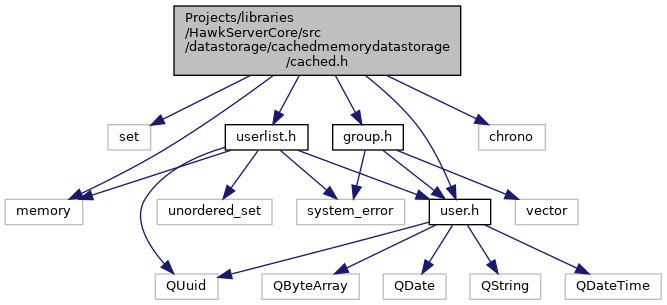 Projects/libraries
/HawkServerCore/src
/datastorage/cachedmemorydatastorage
/cached.h
set
userlist.h
group.h
chrono
memory
unordered_set
system_error
user.h
vector
QUuid
QByteArray
QDate
QString
QDateTime